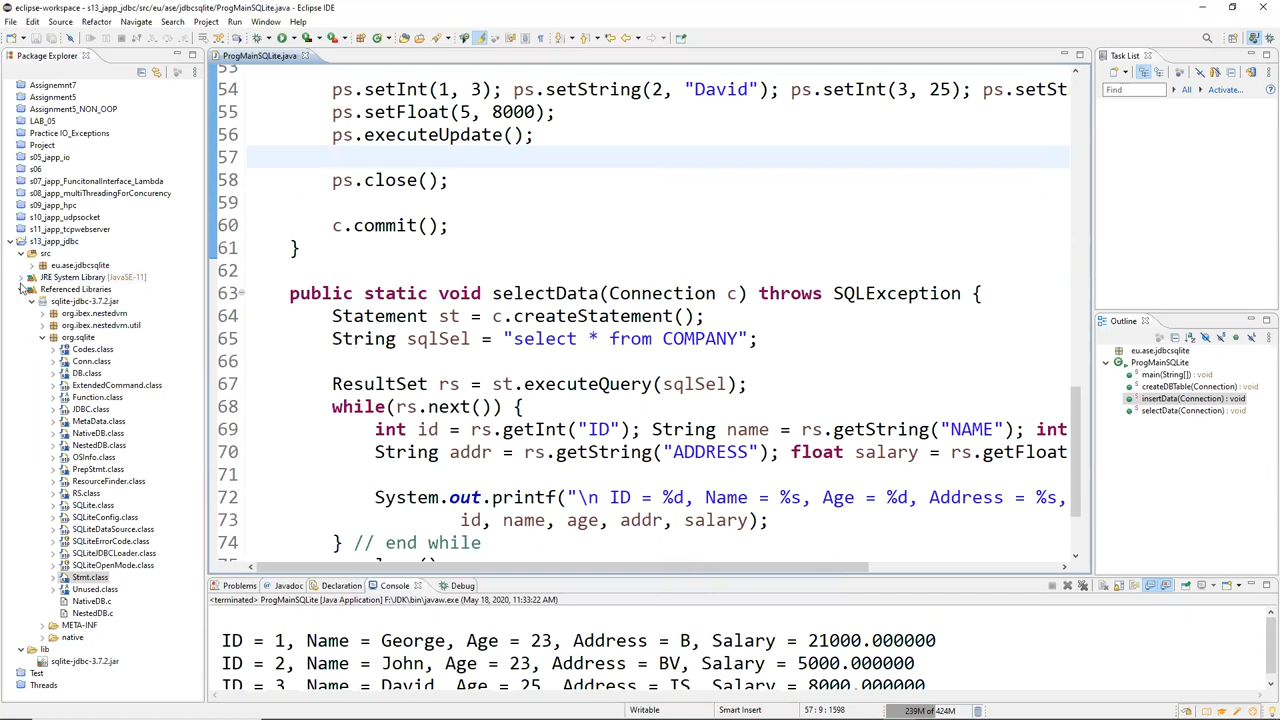 eclipse-workspace - s13_japp_jdbc/src/eu/ase/jdbcsqlite/ProgMainSQLite.java - Eclipse IDE
File Edit Source Refactor Navigate Search Project Run Window Help
Package Explorer
Assignemnt7
Assignment5
Assignment5_NON_OOP
LAB_05
Practice IO_Exceptions
Project
s05_japp_io
s06
s07_japp_FuncitonalInterface_Lambda
s08_japp_multiThreadingForConcurency
s09_japp_hpc
s10_japp_udpsocket
s11_japp_tcpwebserver
s13_japp_jdbc
src
eu.ase.jdbcsqlite
JRE System Library [JavaSE-11]
Referenced Libraries
sqlite-jdbc-3.7.2.jar
org.ibex.nestedvm
org.ibex.nestedvm.util
org.sqlite
Codes.class
Conn.class
DB.class
ExtendedCommand.class
Function.class
JDBC.class
MetaData.class
NativeDB.class
NestedDB.class
OSInfo.class
PrepStmt.class
ResourceFinder.class
RS.class
SQLite.class
SQLiteConfig.class
SQLiteDataSource.class
SQLiteErrorCode.class
SQLiteJDBCLoader.class
SQLiteOpenMode.class
Stmt.class
Unused.class
NativeDB.c
NestedDB.c
META-INF
native
lib
sqlite-jdbc-3.7.2.jar
Test
Threads
ProgMainSQLite.java
53
54 ps.setInt(1, 3); ps.setString(2, "David"); ps.setInt(3, 25); ps.setSt
55 ps.setFloat(5, 8000);
56 ps.executeUpdate();
57
58 ps.close();
59
60 c.commit();
61 }
62
63 public static void selectData(Connection c) throws SQLException {
64 Statement st = c.createStatement();
65 String sqlSel = "select * from COMPANY";
66
67 ResultSet rs = st.executeQuery(sqlSel);
68 while(rs.next()) {
69 int id = rs.getInt("ID"); String name = rs.getString("NAME"); int
70 String addr = rs.getString("ADDRESS"); float salary = rs.getFloat
71
72 System.out.printf("\n ID = %d, Name = %s, Age = %d, Address = %s,
73 id, name, age, addr, salary);
74 } // end while
Problems Javadoc Declaration Console Debug
<terminated> ProgMainSQLite [Java Application] F:\JDK\bin\javaw.exe (May 18, 2020, 11:33:22 AM)
ID = 1, Name = George, Age = 23, Address = B, Salary = 21000.000000
ID = 2, Name = John, Age = 23, Address = BV, Salary = 5000.000000
ID = 3, Name = David, Age = 25, Address = IS, Salary = 8000.000000
Task List
Find All Activate...
Outline
eu.ase.jdbcsqlite
ProgMainSQLite
main(String[]) : void
createDBTable(Connection) : void
insertData(Connection) : void
selectData(Connection) : void
Writable Smart Insert 57 : 9 : 1598 239M of 424M